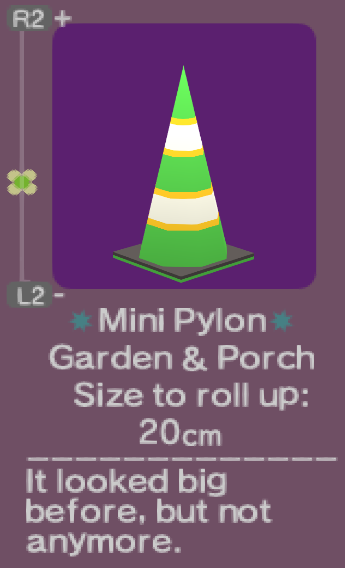 R2 +
L2 -
Mini Pylon
Garden & Porch
Size to roll up:
20cm
It looked big
before, but not
anymore.